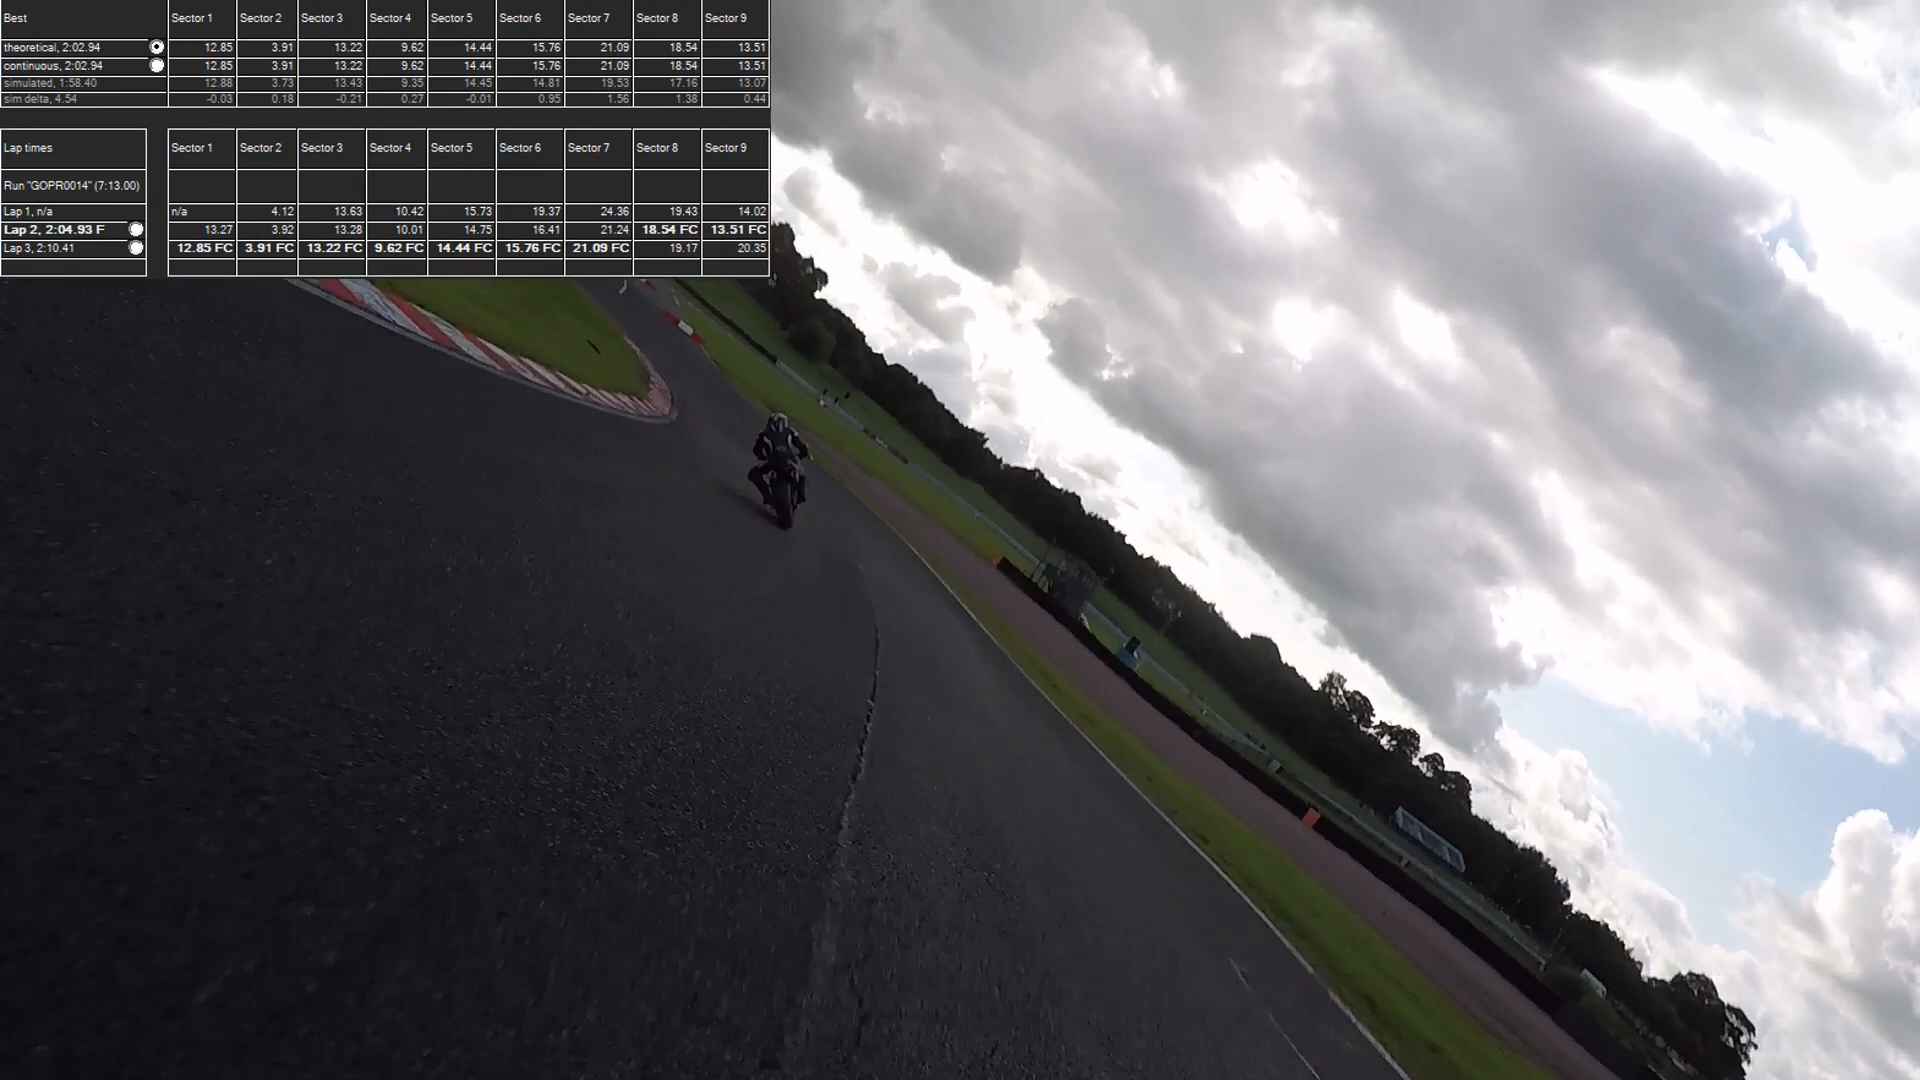 Best Sector 1 Sector 2 Sector 3 Sector 4 Sector 5 Sector 6 Sector 7 Sector 8 Sector 9
theoretical, 2:02.94 12.85 3.91 13.22 9.62 14.44 15.76 21.09 18.54 13.51
continuous, 2:02.94 12.85 3.91 13.22 9.62 14.44 15.76 21.09 18.54 13.51
simulated, 1:58.40 12.88 3.73 13.43 9.35 14.45 14.81 19.53 17.16 13.07
sim delta, 4.54 -0.03 0.18 -0.21 0.27 -0.01 0.95 1.56 1.38 0.44
Lap times Sector 1 Sector 2 Sector 3 Sector 4 Sector 5 Sector 6 Sector 7 Sector 8 Sector 9
Run "GOPR0014" (7:13.00)
Lap 1, n/a n/a 4.12 13.63 10.42 15.73 19.37 24.36 19.43 14.02
Lap 2, 2:04.93 F 13.27 3.92 13.28 10.01 14.75 16.41 21.24 18.54 FC 13.51 FC
Lap 3, 2:10.41 12.85 FC 3.91 FC 13.22 FC 9.62 FC 14.44 FC 15.76 FC 21.09 FC 19.17 20.35